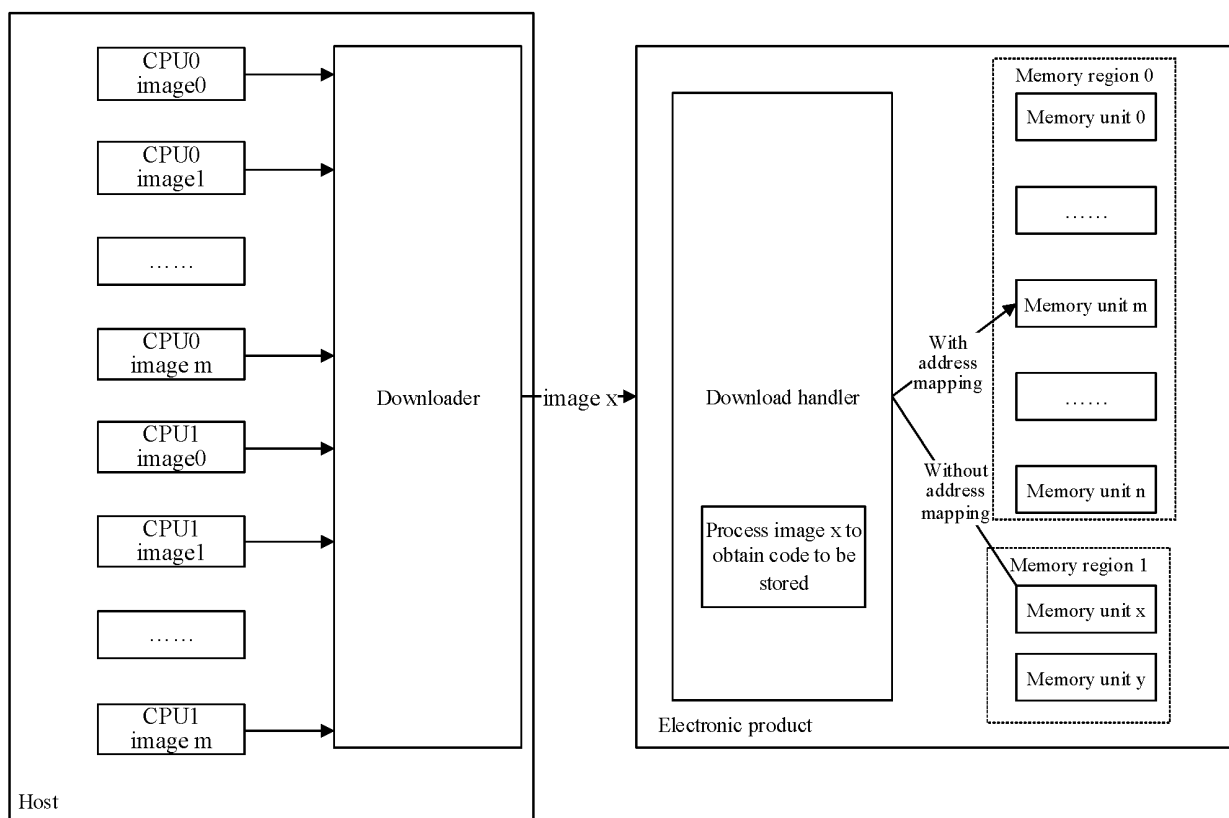 CPU0
image0
CPU0
image1
……
CPU0
image m
CPU1
image0
CPU1
image1
……
CPU1
image m
Host
Downloader
image x
Download handler
Process image x to
obtain code to be
stored
Electronic product
With
address
mapping
Without
address
mapping
Memory region 0
Memory unit 0
……
Memory unit m
……
Memory unit n
Memory region 1
Memory unit x
Memory unit y